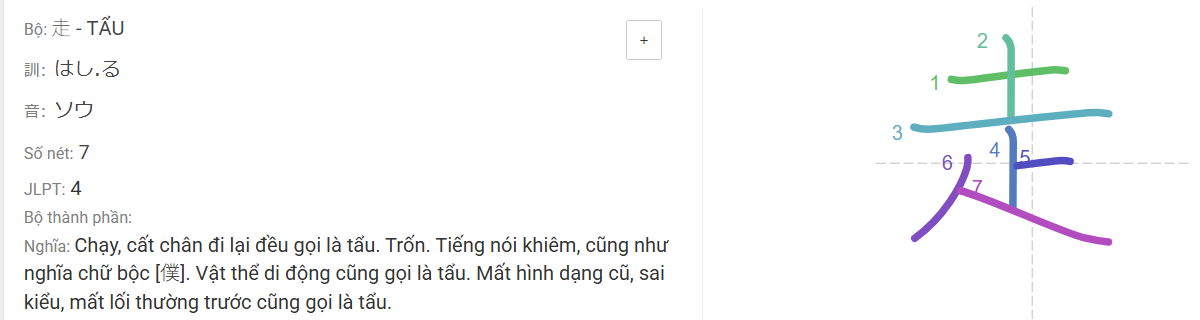 Bộ: 走 - TẨU
+
訓: はし.る
音: ソウ
Số nét: 7
JLPT: 4
Bộ thành phần:
Nghĩa: Chạy, cất chân đi lại đều gọi là tẩu. Trốn. Tiếng nói khiêm, cũng như
nghĩa chữ bộc [僕]. Vật thể di động cũng gọi là tẩu. Mất hình dạng cũ, sai
kiểu, mất lối thường trước cũng gọi là tẩu.
走
1
2
3
4
5
6
7